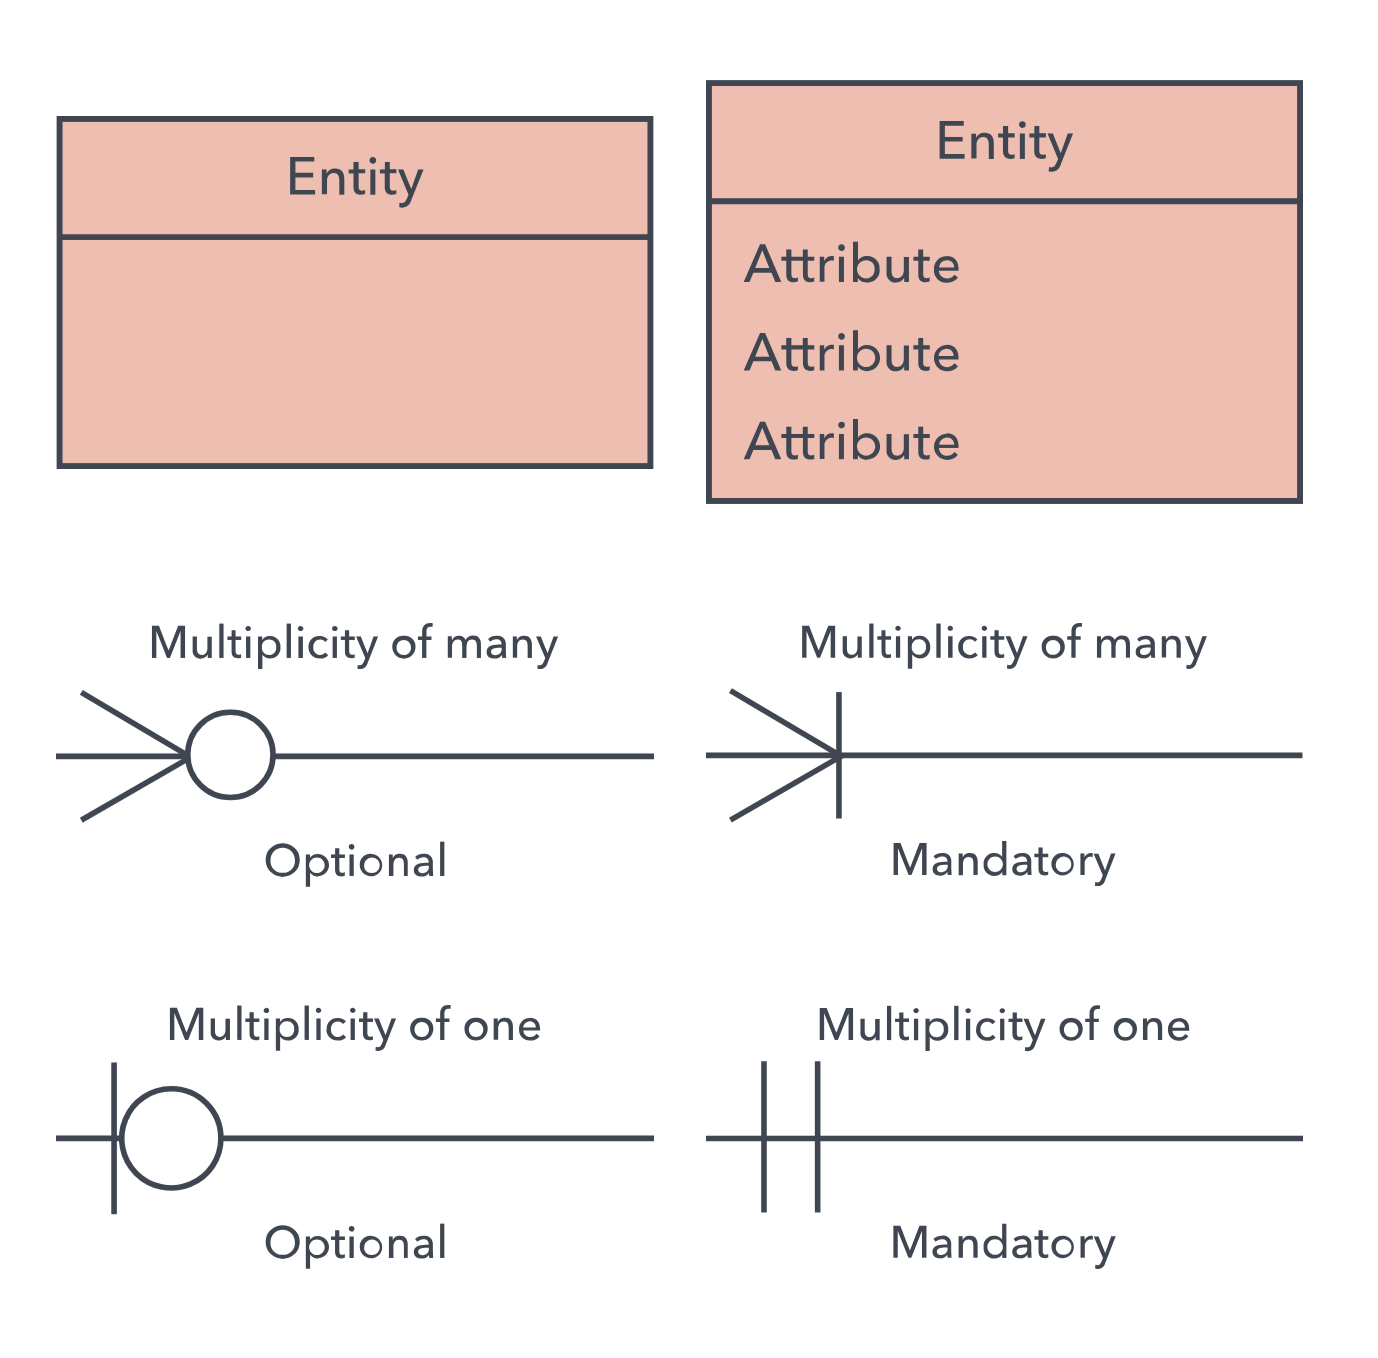 Entity
Entity
Attribute
Attribute
Attribute
Multiplicity of many
Optional
Multiplicity of many
Mandatory
Multiplicity of one
Optional
Multiplicity of one
Mandatory